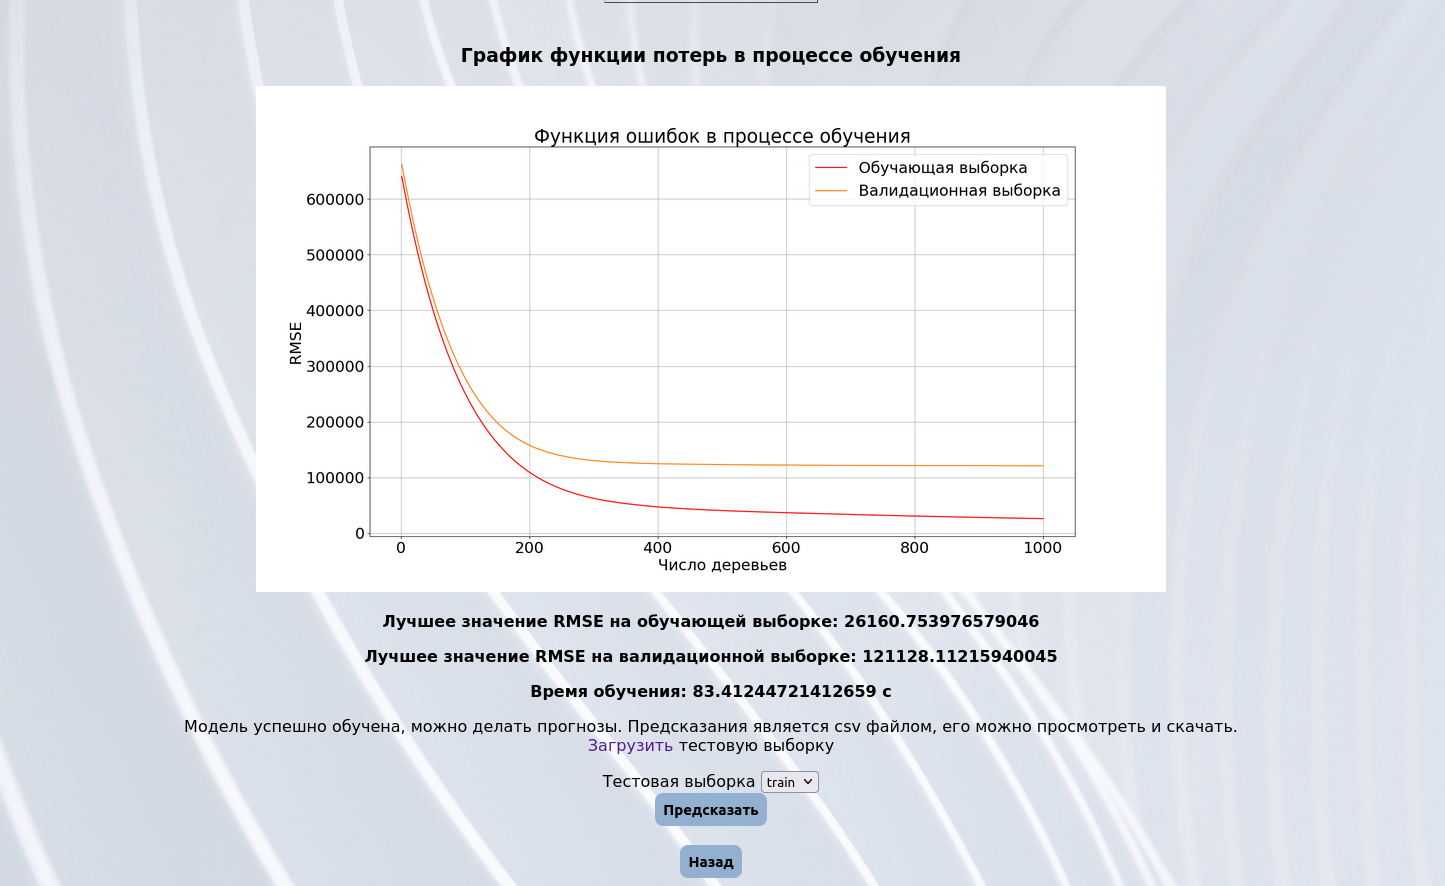 График функции потерь в процессе обучения
Функция ошибок в процессе обучения
Обучающая выборка
Валидационная выборка
600000
500000
400000
300000
200000
100000
0
RMSE
0 200 400 600 800 1000
Число деревьев
Лучшее значение RMSE на обучающей выборке: 26160.753976579046
Лучшее значение RMSE на валидационной выборке: 121128.11215940045
Время обучения: 83.41244721412659 с
Модель успешно обучена, можно делать прогнозы. Предсказания является csv файлом, его можно просмотреть и скачать.
Загрузить тестовую выборку
Тестовая выборка train
Предсказать
Назад